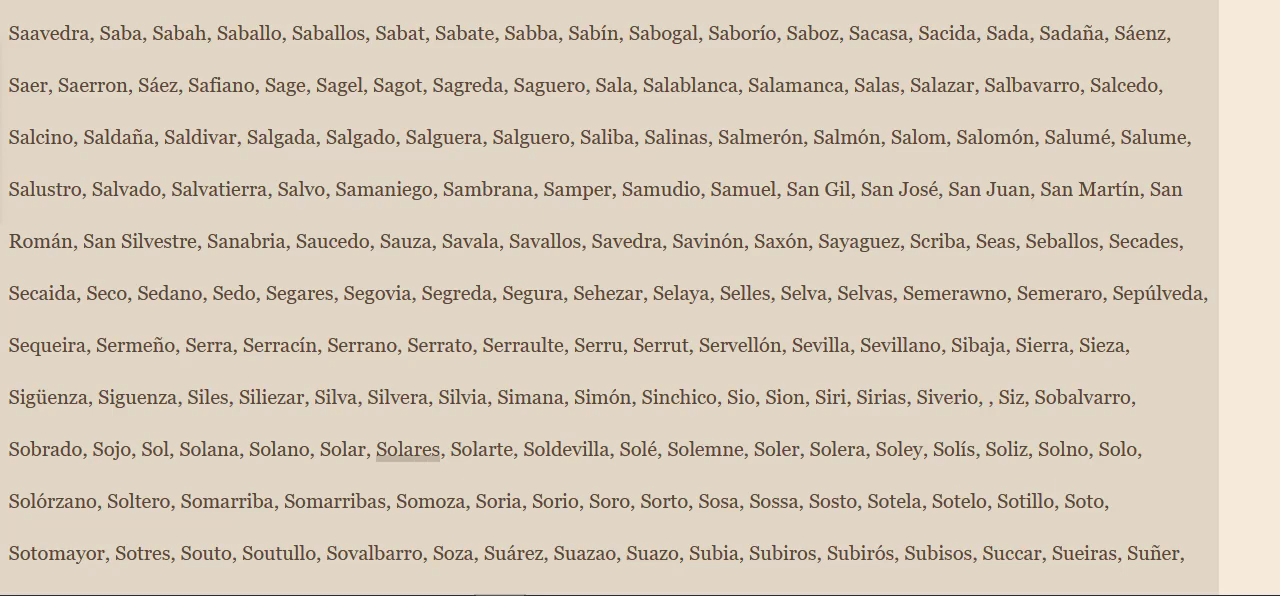 Saavedra, Saba, Sabah, Saballo, Saballos, Sabat, Sabate, Sabba, Sabín, Sabogal, Saborío, Saboz, Sacasa, Sacida, Sada, Sadaña, Sáenz,
Saer, Saerron, Sáez, Safiano, Sage, Sagel, Sagot, Sagreda, Saguero, Sala, Salablanca, Salamanca, Salas, Salazar, Salbavarro, Salcedo,
Salcino, Saldaña, Saldivar, Salgada, Salgado, Salguera, Salguero, Saliba, Salinas, Salmerón, Salmón, Salom, Salomón, Salumé, Salume,
Salustro, Salvado, Salvatierra, Salvo, Samaniego, Sambrana, Samper, Samudio, Samuel, San Gil, San José, San Juan, San Martín, San
Román, San Silvestre, Sanabria, Saucedo, Sauza, Savala, Savallos, Savedra, Savinón, Saxón, Sayaguez, Scriba, Seas, Seballos, Secades,
Secaida, Seco, Sedano, Sedo, Segares, Segovia, Segreda, Segura, Sehezar, Selaya, Selles, Selva, Selvas, Semerawno, Semeraro, Sepúlveda,
Sequeira, Sermeño, Serra, Serracín, Serrano, Serrato, Serraulte, Serru, Serrut, Servellón, Sevilla, Sevillano, Sibaja, Sierra, Sieza,
Sigüenza, Siguenza, Siles, Siliezar, Silva, Silvera, Silvia, Simana, Simón, Sinchico, Sio, Sion, Siri, Sirias, Siverio, , Siz, Sobalvarro,
Sobrado, Sojo, Sol, Solana, Solano, Solar, Solares, Solarte, Soldevilla, Solé, Solemne, Soler, Solera, Soley, Solís, Soliz, Solno, Solo,
Solórzano, Soltero, Somarriba, Somarribas, Somoza, Soria, Sorio, Soro, Sorto, Sosa, Sossa, Sosto, Sotela, Sotelo, Sotillo, Soto,
Sotomayor, Sotres, Souto, Soutullo, Sovalbarro, Soza, Suárez, Suazao, Suazo, Subia, Subiros, Subirós, Subisos, Succar, Sueiras, Suñer,